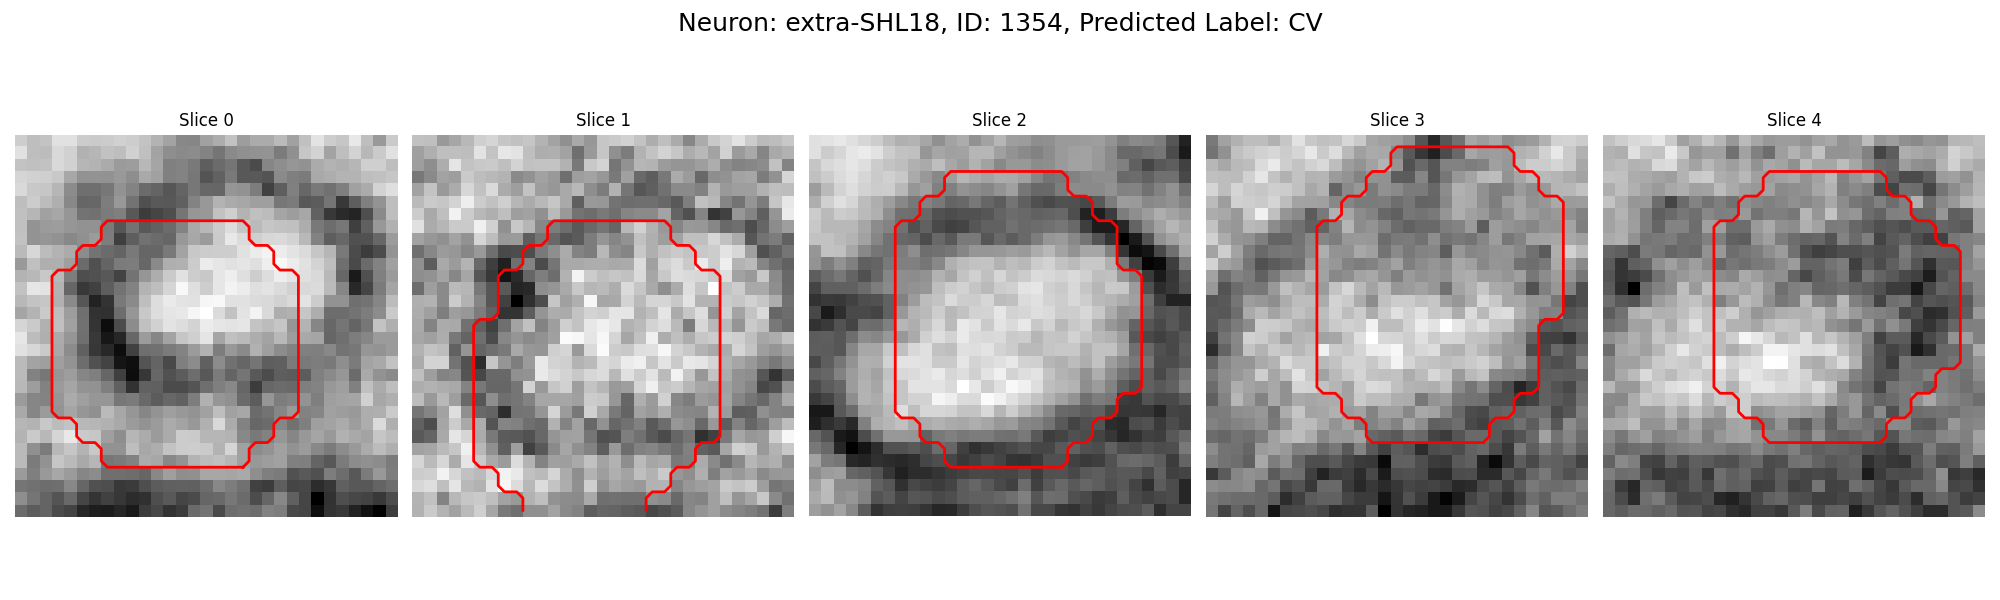 Neuron: extra-SHL18, ID: 1354, Predicted Label: CV
Slice 0
Slice 1
Slice 2
Slice 3
Slice 4